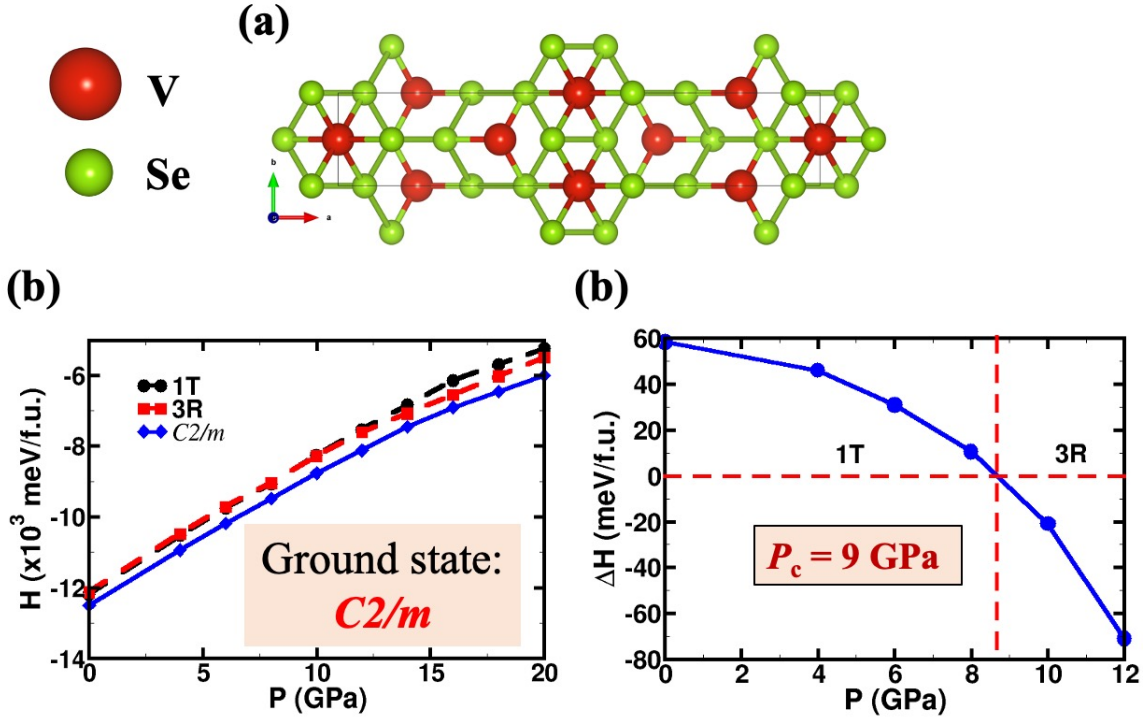 (a)
V
Se
b
a
(b)
H (x10³ meV/f.u.)
-6
-8
-10
-12
-14
1T
3R
C2/m
Ground state:
C2/m
0
5
10
15
20
P (GPa)
(b)
ΔH (meV/f.u.)
60
40
20
0
-20
-40
-60
-80
1T
3R
Pc = 9 GPa
0
2
4
6
8
10
12
P (GPa)